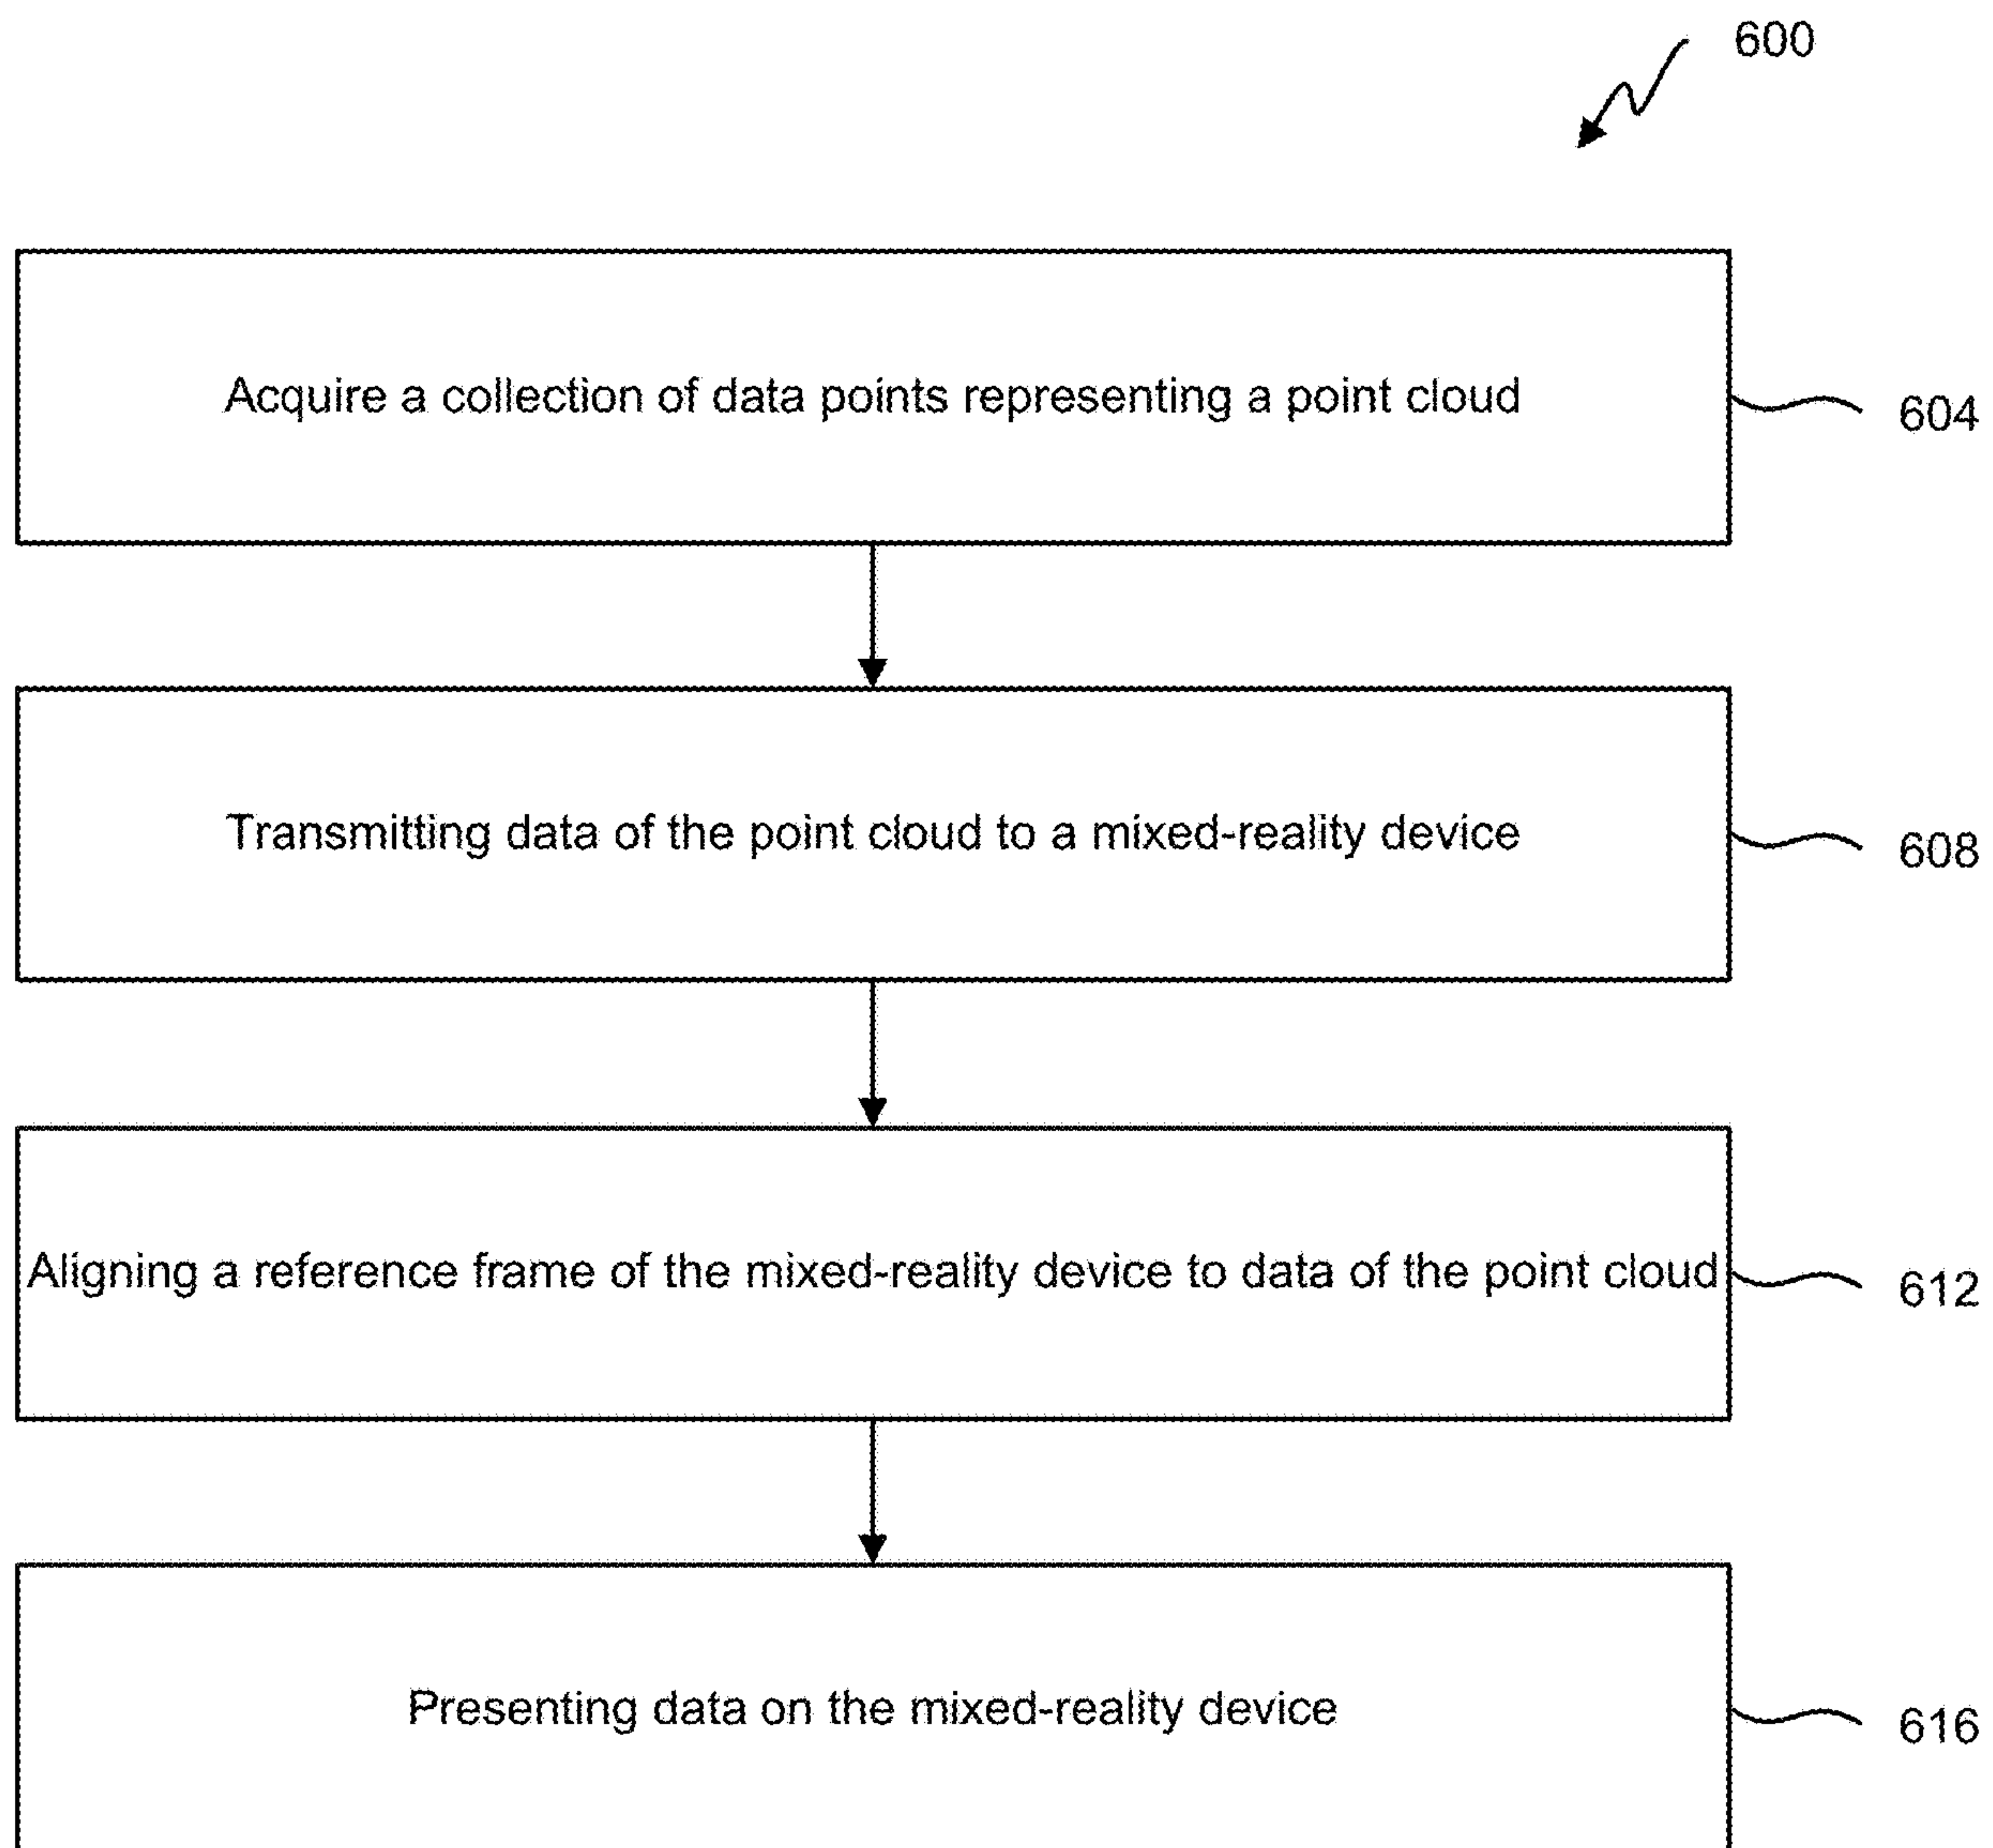 600
Acquire a collection of data points representing a point cloud
604
Transmitting data of the point cloud to a mixed-reality device
608
Aligning a reference frame of the mixed-reality device to data of the point cloud
612
Presenting data on the mixed-reality device
616